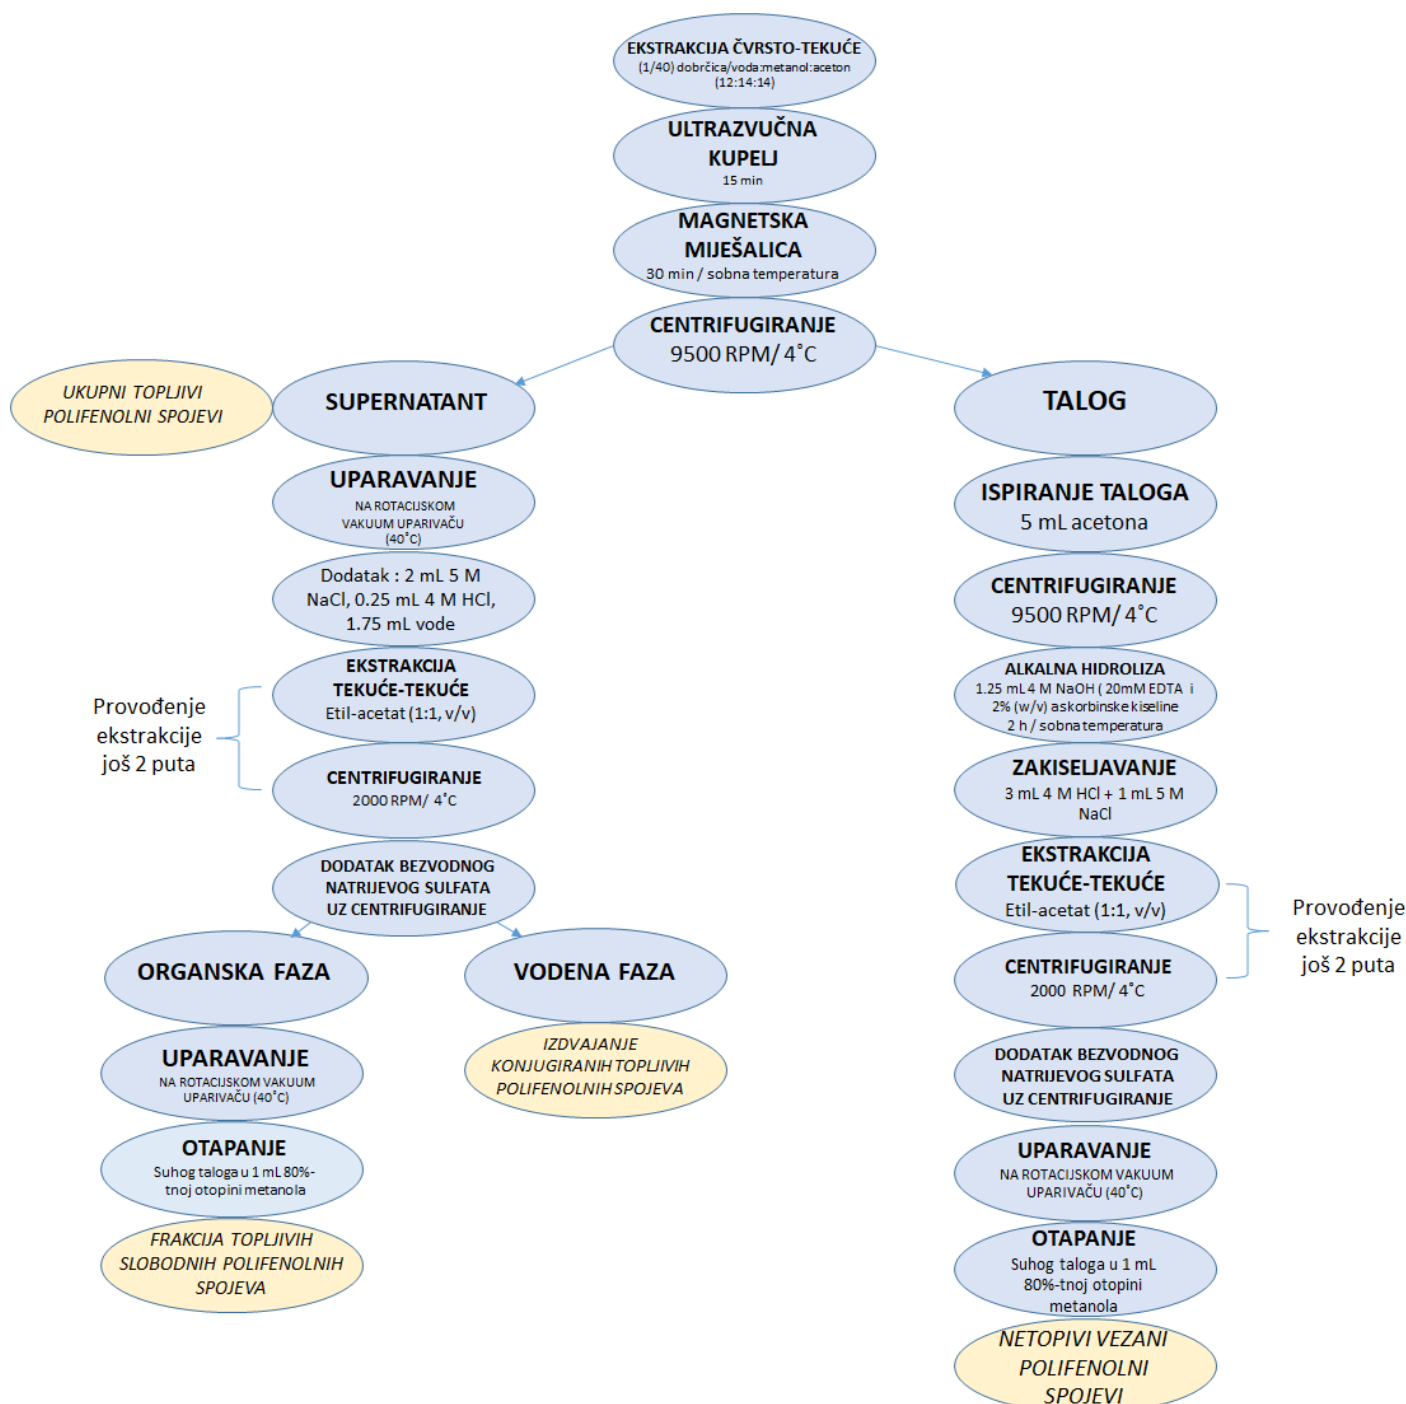 EKSTRAKCIJA ČVRSTO-TEKUĆE
(1/40) dobrčica/voda:metanol:aceton
(12:14:14)
ULTRAZVUČNA
KUPELJ
15 min
MAGNETSKA
MIJEŠALICA
30 min / sobna temperatura
CENTRIFUGIRANJE
9500 RPM/ 4˚C
UKUPNI TOPLJIVI
POLIFENOLNI SPOJEVI
SUPERNATANT
UPARAVANJE
NA ROTACIJSKOM
VAKUUM UPARIVAČU
(40˚C)
Dodatak : 2 mL 5 M
NaCl, 0.25 mL 4 M HCl,
1.75 mL vode
EKSTRAKCIJA
TEKUĆE-TEKUĆE
Etil-acetat (1:1, v/v)
CENTRIFUGIRANJE
2000 RPM/ 4˚C
Provođenje
ekstrakcije
još 2 puta
DODATAK BEZVODNOG
NATRIJEVOG SULFATA
UZ CENTRIFUGIRANJE
ORGANSKA FAZA
UPARAVANJE
NA ROTACIJSKOM VAKUUM
UPARIVAČU (40˚C)
OTAPANJE
Suhog taloga u 1 mL 80%-
tnoj otopini metanola
FRAKCIJA TOPLJIVIH
SLOBODNIH POLIFENOLNIH
SPOJEVA
VODENA FAZA
IZDVAJANJE
KONJUGIRANIH TOPLJIVIH
POLIFENOLNIH SPOJEVA
TALOG
ISPIRANJE TALOGA
5 mL acetona
CENTRIFUGIRANJE
9500 RPM/ 4˚C
ALKALNA HIDROLIZA
1.25 mL 4 M NaOH ( 20mM EDTA i
2% (w/v) askorbinske kiseline
2 h / sobna temperatura
ZAKISELJAVANJE
3 mL 4 M HCl + 1 mL 5 M
NaCl
EKSTRAKCIJA
TEKUĆE-TEKUĆE
Etil-acetat (1:1, v/v)
CENTRIFUGIRANJE
2000 RPM/ 4˚C
Provođenje
ekstrakcije
još 2 puta
DODATAK BEZVODNOG
NATRIJEVOG SULFATA
UZ CENTRIFUGIRANJE
UPARAVANJE
NA ROTACIJSKOM VAKUUM
UPARIVAČU (40˚C)
OTAPANJE
Suhog taloga u 1 mL
80%-tnoj otopini
metanola
NETOPIVI VEZANI
POLIFENOLNI
SPOJEVI